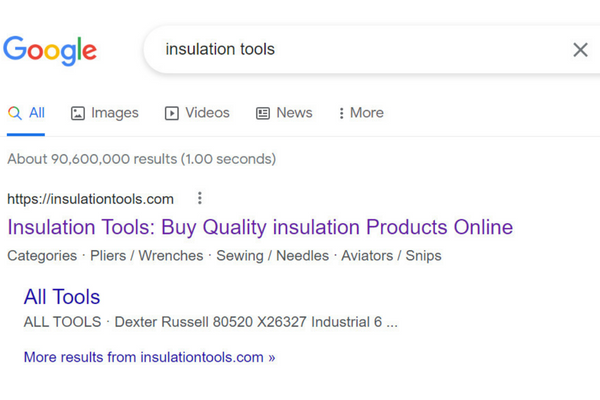 Google
insulation tools
All Images Videos News More
About 90,600,000 results (1.00 seconds)
https://insulationtools.com
Insulation Tools: Buy Quality insulation Products Online
Categories · Pliers / Wrenches · Sewing / Needles · Aviators / Snips
All Tools
ALL TOOLS · Dexter Russell 80520 X26327 Industrial 6 ...
More results from insulationtools.com »